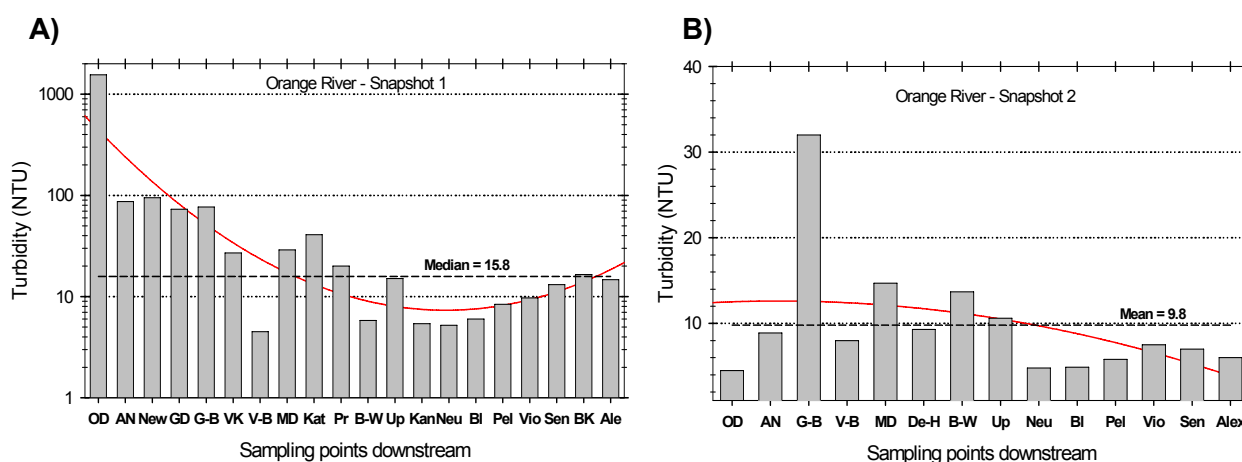 A)
Orange River - Snapshot 1
1000
100
10
1
Turbidity (NTU)
Median = 15.8
OD AN New GD G-B VK V-B MD Kat Pr B-W Up Kan Neu Bl Pel Vio Sen BK Ale
Sampling points downstream
B)
Orange River - Snapshot 2
40
30
20
10
Turbidity (NTU)
Mean = 9.8
OD AN G-B V-B MD De-H B-W Up Neu Bl Pel Vio Sen Alex
Sampling points downstream